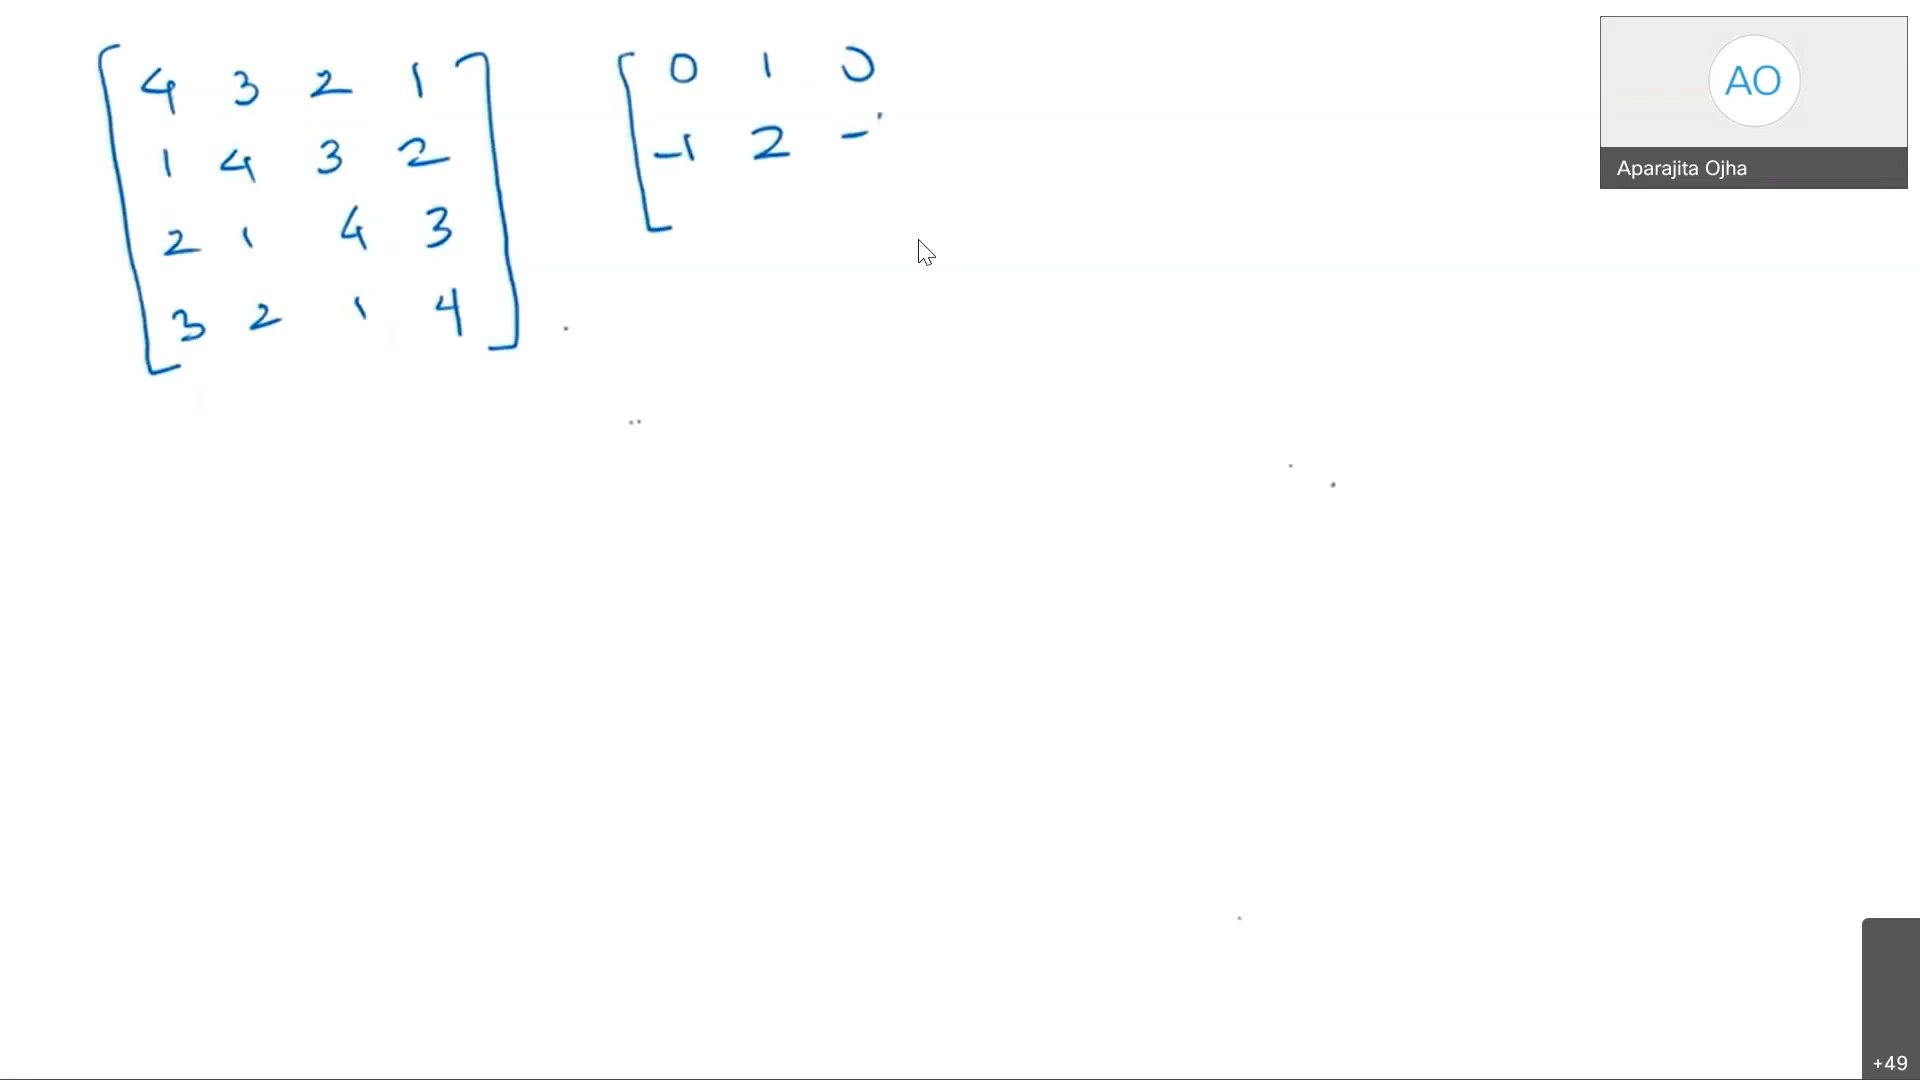 4 3 2 1
1 4 3 2
2 1 4 3
3 2 1 4
0 1 0
-1 2 -
AO
Aparajita Ojha
+49